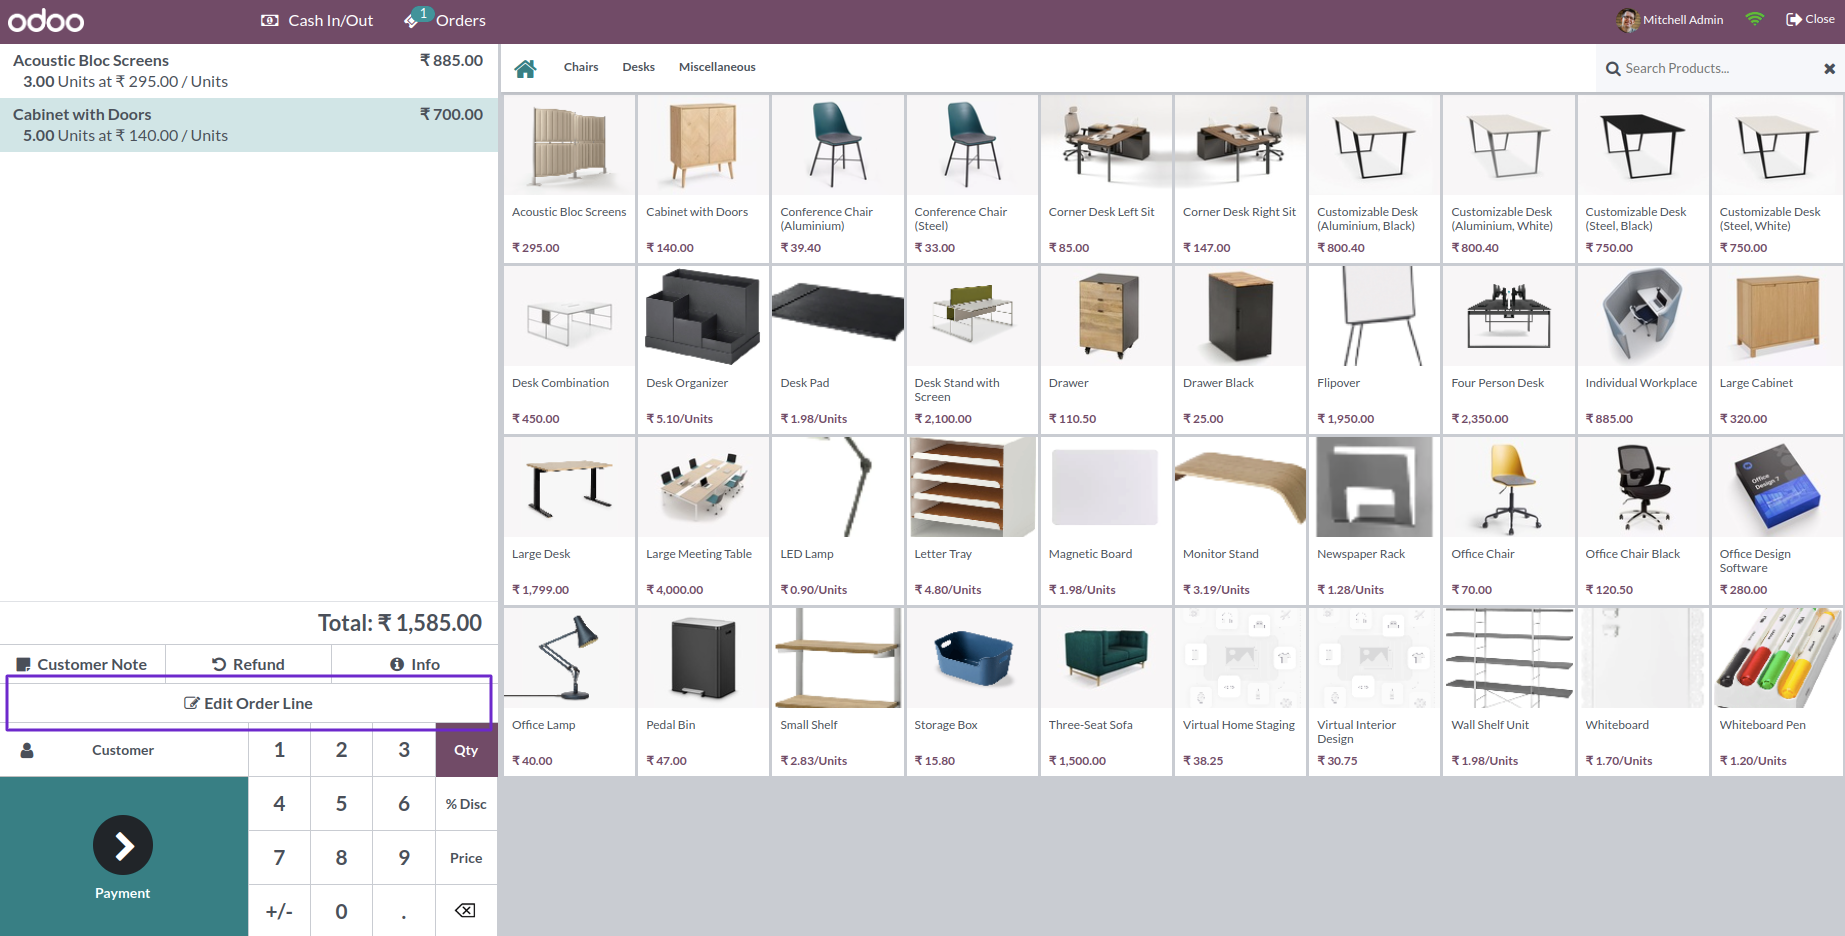 odoo
Cash In/Out
1
Orders
Mitchell Admin
Close
Acoustic Bloc Screens ₹ 885.00
3.00 Units at ₹ 295.00 / Units
Cabinet with Doors ₹ 700.00
5.00 Units at ₹ 140.00 / Units
Total: ₹ 1,585.00
Customer Note
Refund
Info
Edit Order Line
Customer
1 2 3 Qty
4 5 6 % Disc
7 8 9 Price
+/- 0 .
Payment
Chairs
Desks
Miscellaneous
Search Products...
Acoustic Bloc Screens
₹ 295.00
Cabinet with Doors
₹ 140.00
Conference Chair
(Aluminium)
₹ 39.40
Conference Chair
(Steel)
₹ 33.00
Corner Desk Left Sit
₹ 85.00
Corner Desk Right Sit
₹ 147.00
Customizable Desk
(Aluminium, Black)
₹ 800.40
Customizable Desk
(Aluminium, White)
₹ 800.40
Customizable Desk
(Steel, Black)
₹ 750.00
Customizable Desk
(Steel, White)
₹ 750.00
Desk Combination
₹ 450.00
Desk Organizer
₹ 5.10/Units
Desk Pad
₹ 1.98/Units
Desk Stand with
Screen
₹ 2,100.00
Drawer
₹ 110.50
Drawer Black
₹ 25.00
Flipover
₹ 1,950.00
Four Person Desk
₹ 2,350.00
Individual Workplace
₹ 885.00
Large Cabinet
₹ 320.00
Large Desk
₹ 1,799.00
Large Meeting Table
₹ 4,000.00
LED Lamp
₹ 0.90/Units
Letter Tray
₹ 4.80/Units
Magnetic Board
₹ 1.98/Units
Monitor Stand
₹ 3.19/Units
Newspaper Rack
₹ 1.28/Units
Office Chair
₹ 70.00
Office Chair Black
₹ 120.50
Office
Design 7
Office Design
Software
₹ 280.00
Office Lamp
₹ 40.00
Pedal Bin
₹ 47.00
Small Shelf
₹ 2.83/Units
Storage Box
₹ 15.80
Three-Seat Sofa
₹ 1,500.00
Virtual Home Staging
₹ 38.25
Virtual Interior
Design
₹ 30.75
Wall Shelf Unit
₹ 1.98/Units
Whiteboard
₹ 1.70/Units
Whiteboard Pen
₹ 1.20/Units